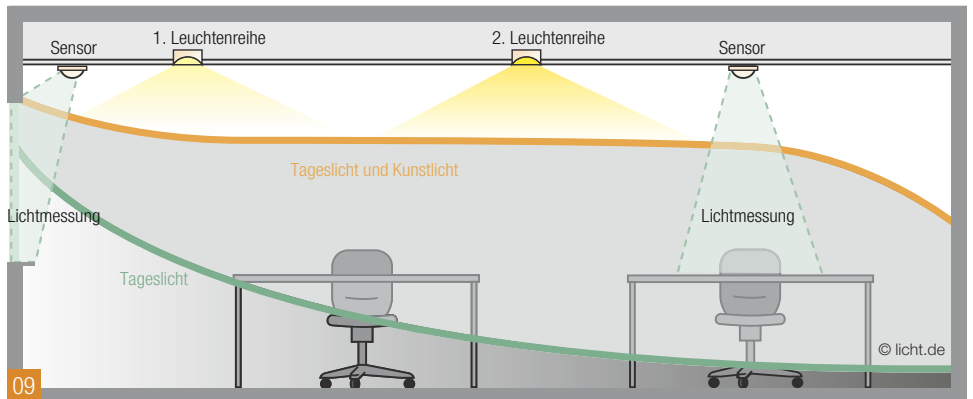 Sensor
1. Leuchtenreihe
2. Leuchtenreihe
Sensor
Tageslicht und Kunstlicht
Lichtmessung
Lichtmessung
Tageslicht
© licht.de
09